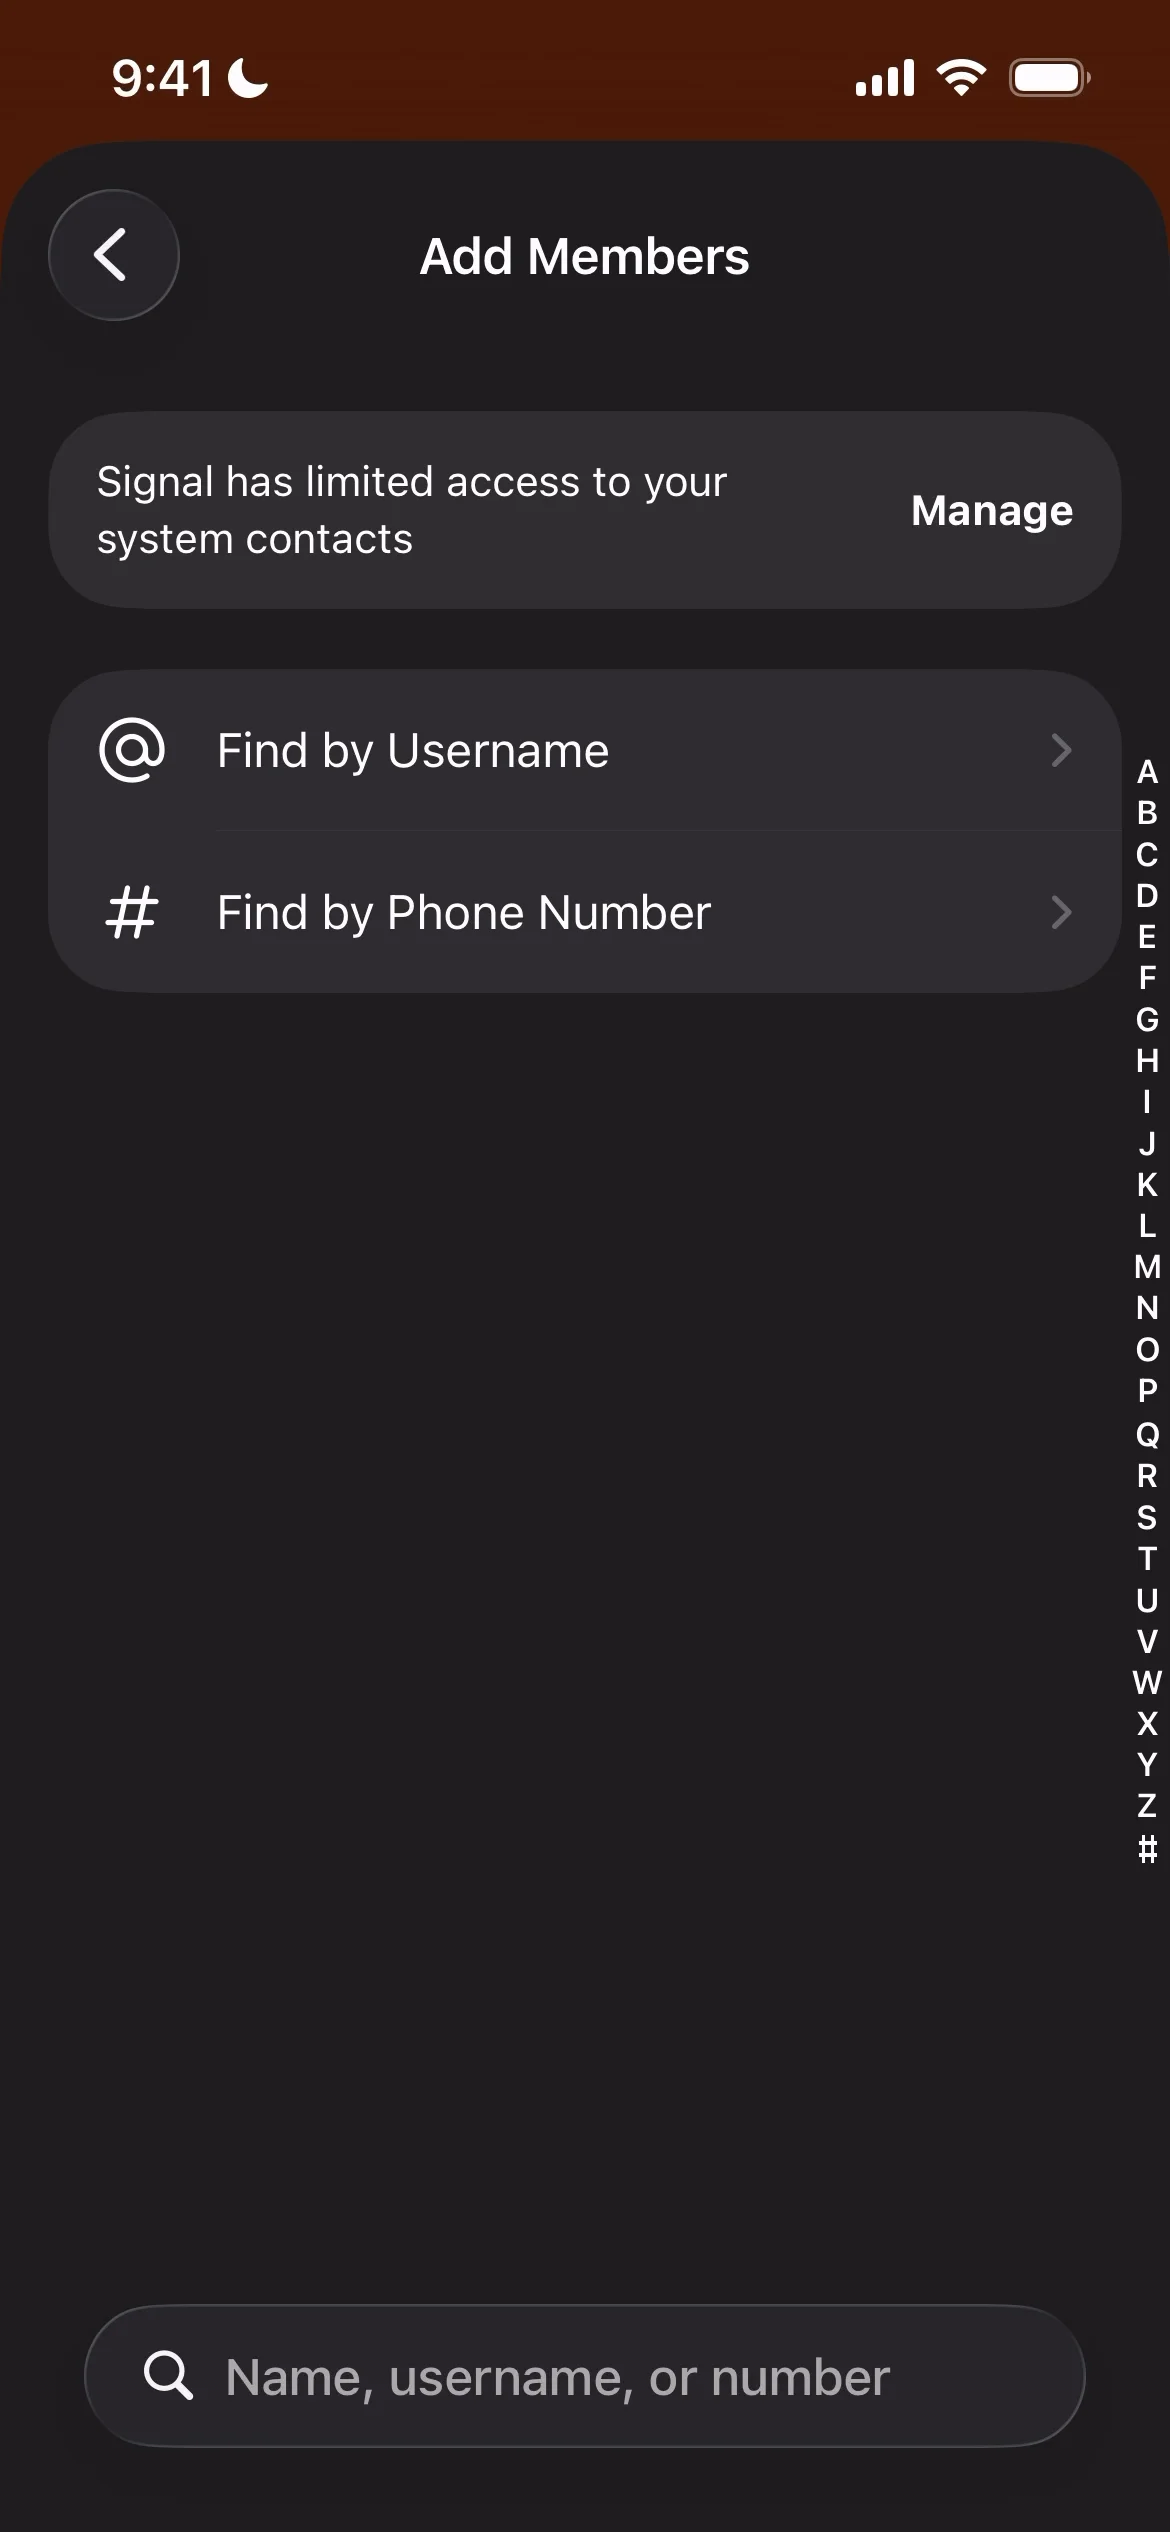 9:41
Add Members
Signal has limited access to your
system contacts
Manage
@ Find by Username
# Find by Phone Number
A
B
C
D
E
F
G
H
I
J
K
L
M
N
O
P
Q
R
S
T
U
V
W
X
Y
Z
#
Name, username, or number